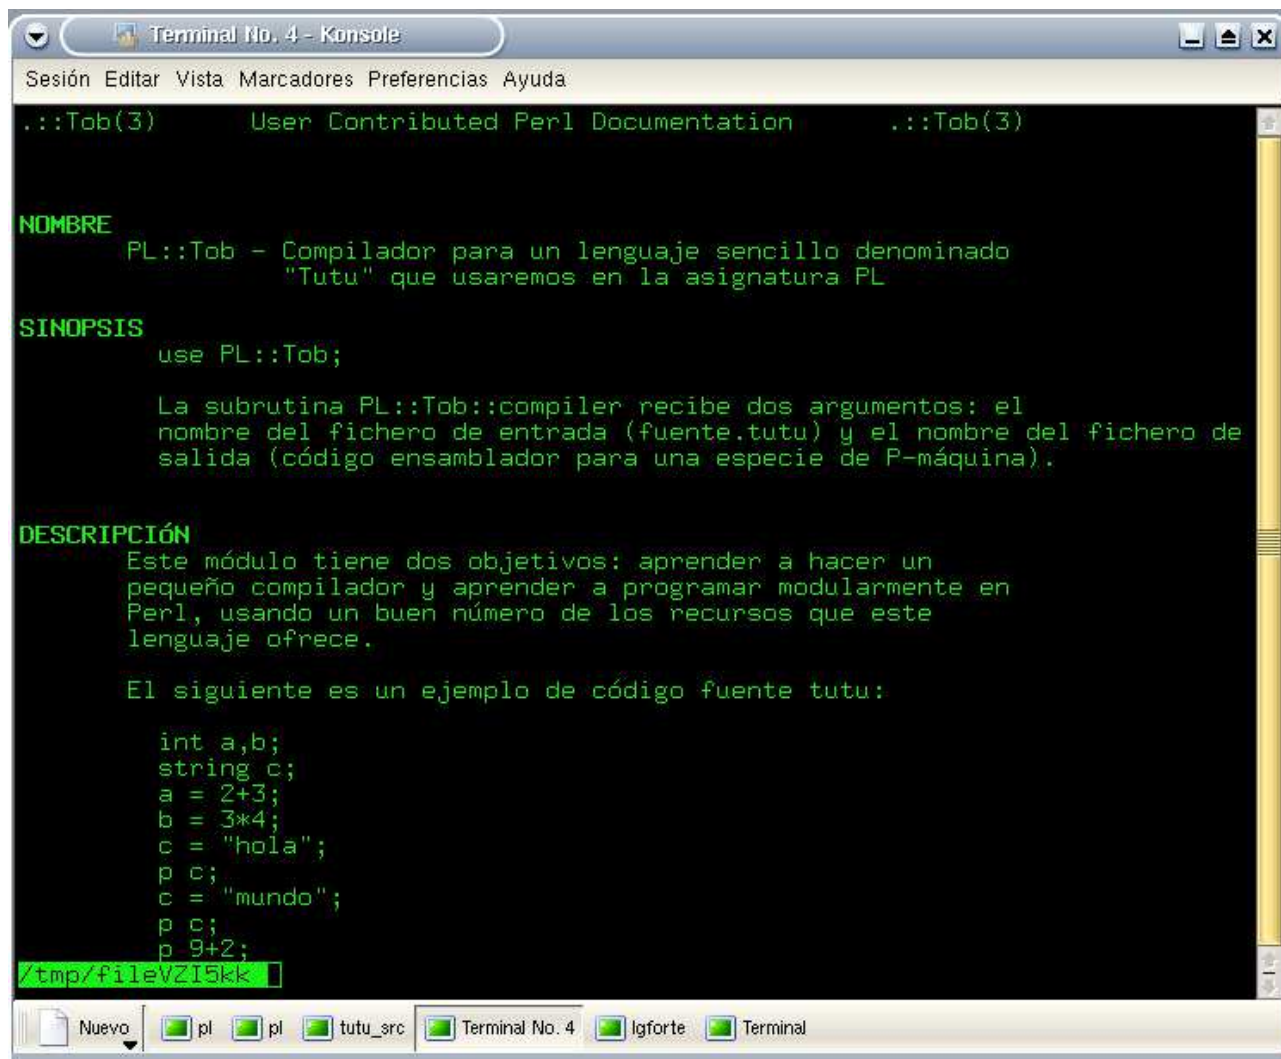 Terminal No. 4 - Konsole
Sesión Editar Vista Marcadores Preferencias Ayuda
.::Tob(3) User Contributed Perl Documentation .::Tob(3)
NOMBRE
PL::Tob - Compilador para un lenguaje sencillo denominado
"Tutu" que usaremos en la asignatura PL
SINOPSIS
use PL::Tob;
La subrutina PL::Tob::compiler recibe dos argumentos: el
nombre del fichero de entrada (fuente.tutu) y el nombre del fichero de
salida (código ensamblador para una especie de P-máquina).
DESCRIPCIóN
Este módulo tiene dos objetivos: aprender a hacer un
pequeño compilador y aprender a programar modularmente en
Perl, usando un buen número de los recursos que este
lenguaje ofrece.
El siguiente es un ejemplo de código fuente tutu:
int a,b;
string c;
a = 2+3;
b = 3*4;
c = "hola";
p c;
c = "mundo";
p c;
p 9+2;
/tmp/fileVZI5kk
Nuevo pl pl tutu_src Terminal No. 4 lgforte Terminal